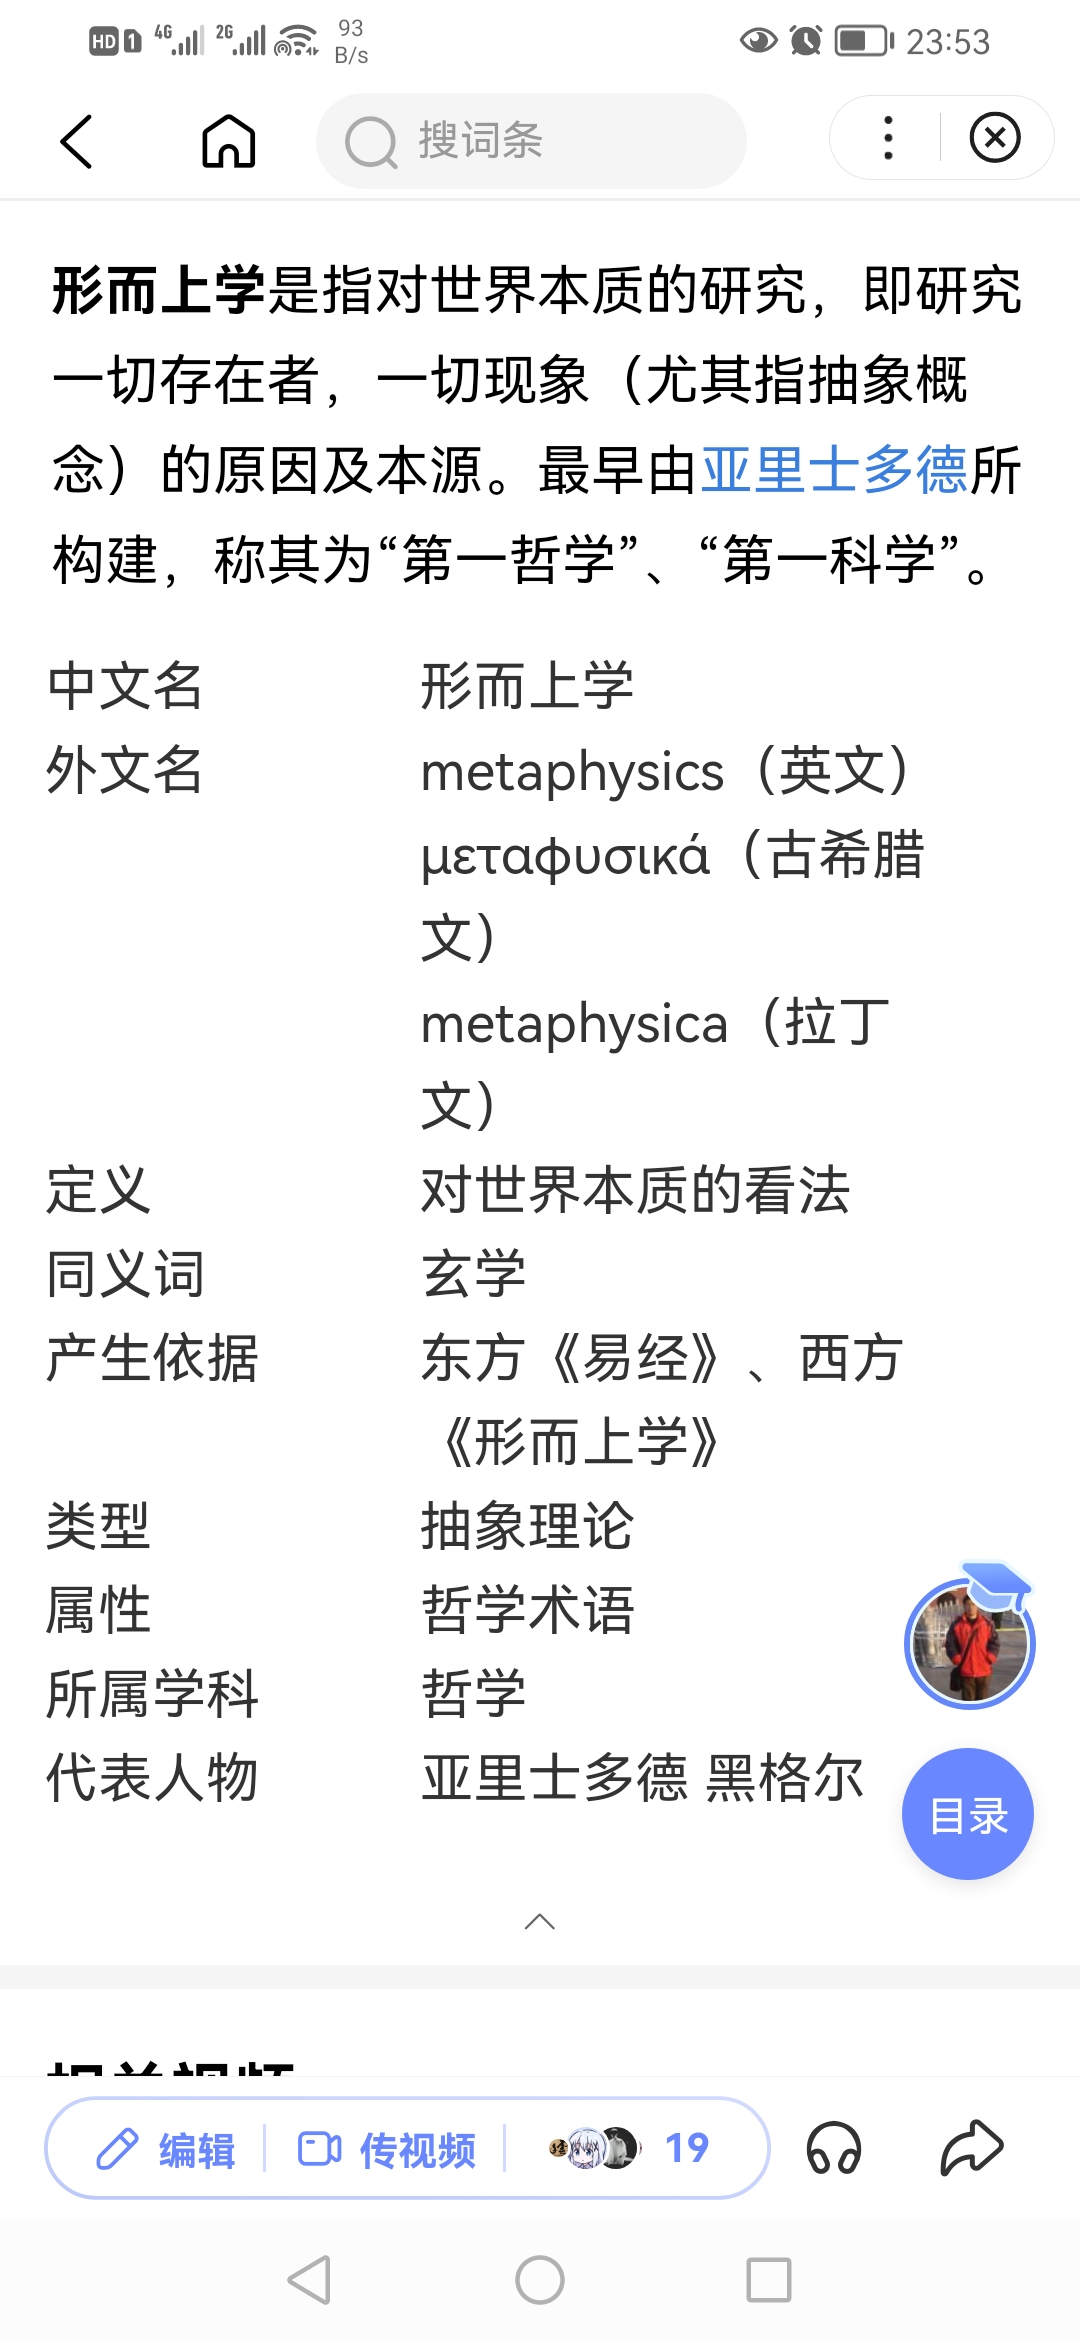 HD 1 4G 2G 93 B/s 23:53
搜词条
形而上学是指对世界本质的研究，即研究
一切存在者，一切现象（尤其指抽象概
念）的原因及本源。最早由亚里士多德所
构建，称其为“第一哲学”、“第一科学”。
中文名 形而上学
外文名 metaphysics（英文）
μεταφυσικά（古希腊
文）
metaphysica（拉丁
文）
定义 对世界本质的看法
同义词 玄学
产生依据 东方《易经》、西方
《形而上学》
类型 抽象理论
属性 哲学术语
所属学科 哲学
代表人物 亚里士多德 黑格尔
目录
相关视频
编辑 传视频 19